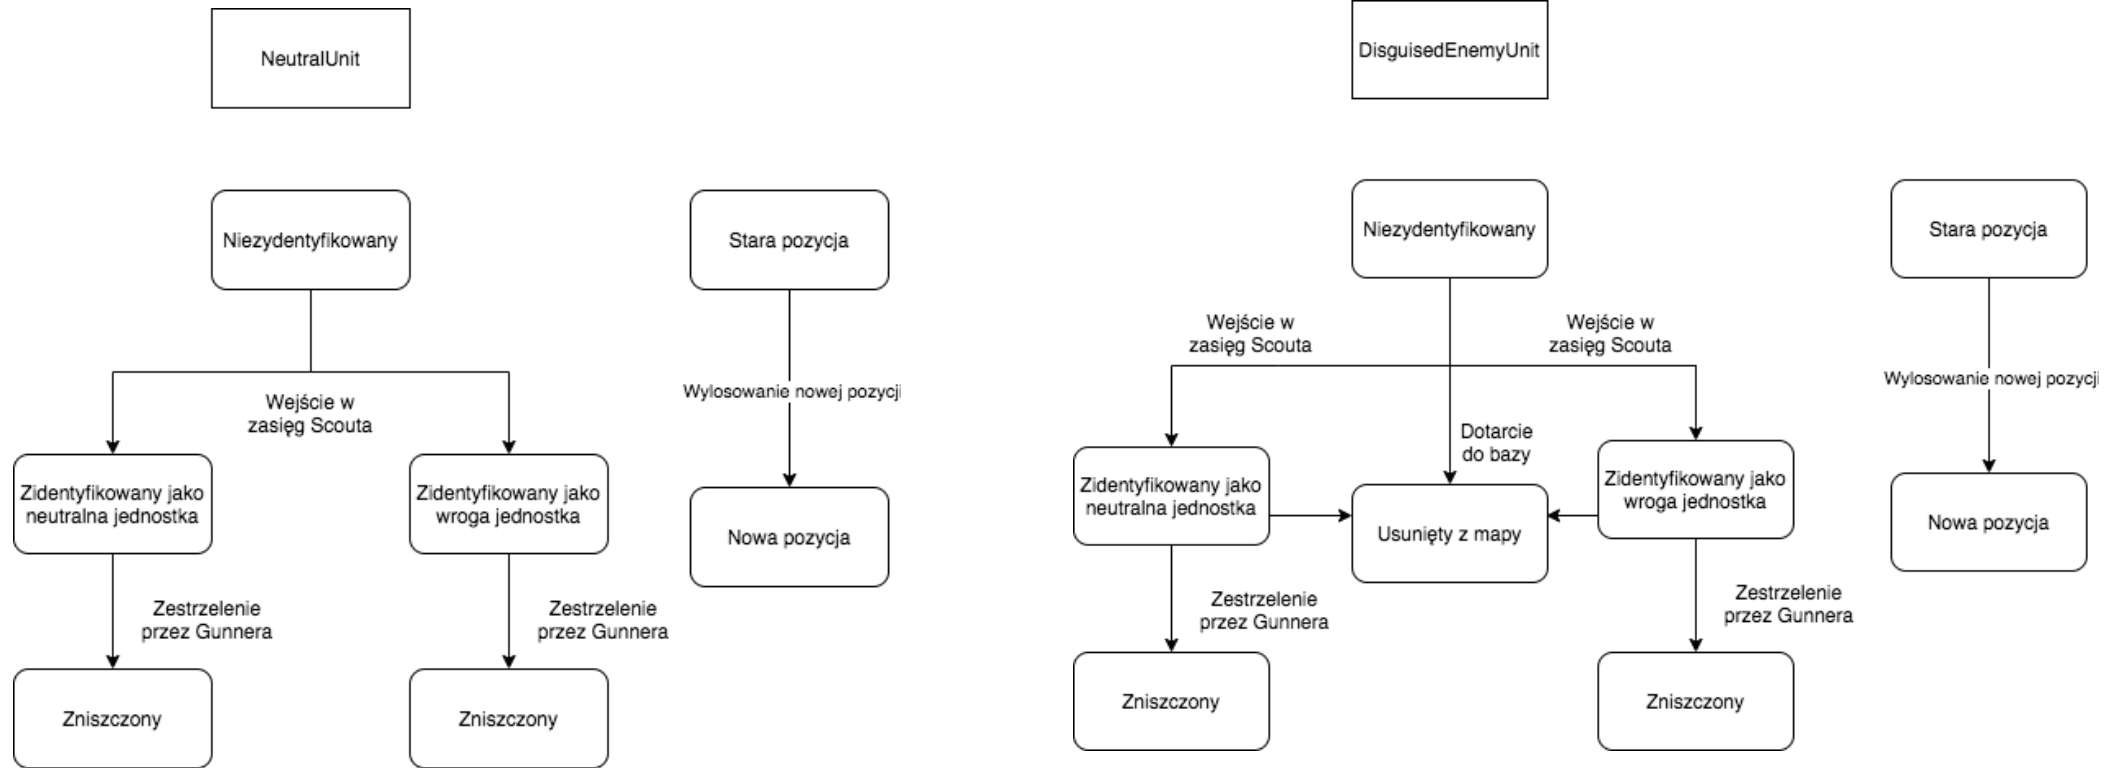 NeutralUnit
Niezydentyfikowany
Wejście w
zasięg Scouta
Zidentyfikowany jako
neutralna jednostka
Zidentyfikowany jako
wroga jednostka
Zestrzelenie
przez Gunnera
Zestrzelenie
przez Gunnera
Zniszczony
Zniszczony
Stara pozycja
Wylosowanie nowej pozycji
Nowa pozycja
DisguisedEnemyUnit
Niezydentyfikowany
Wejście w
zasięg Scouta
Wejście w
zasięg Scouta
Dotarcie
do bazy
Zidentyfikowany jako
neutralna jednostka
Usunięty z mapy
Zidentyfikowany jako
wroga jednostka
Zestrzelenie
przez Gunnera
Zestrzelenie
przez Gunnera
Zniszczony
Zniszczony
Stara pozycja
Wylosowanie nowej pozycji
Nowa pozycja